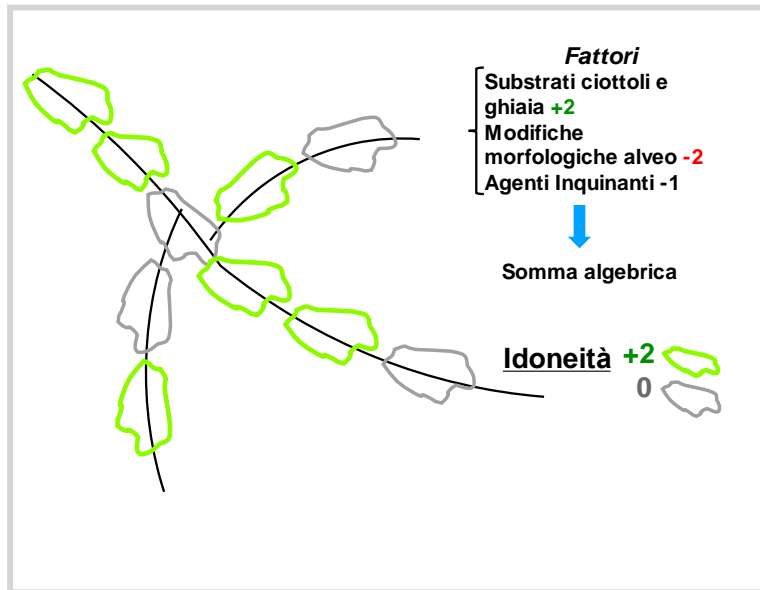 Fattori
Substrati ciottoli e
ghiaia +2
Modifiche
morfologiche alveo -2
Agenti Inquinanti -1
Somma algebrica
Idoneità +2
0